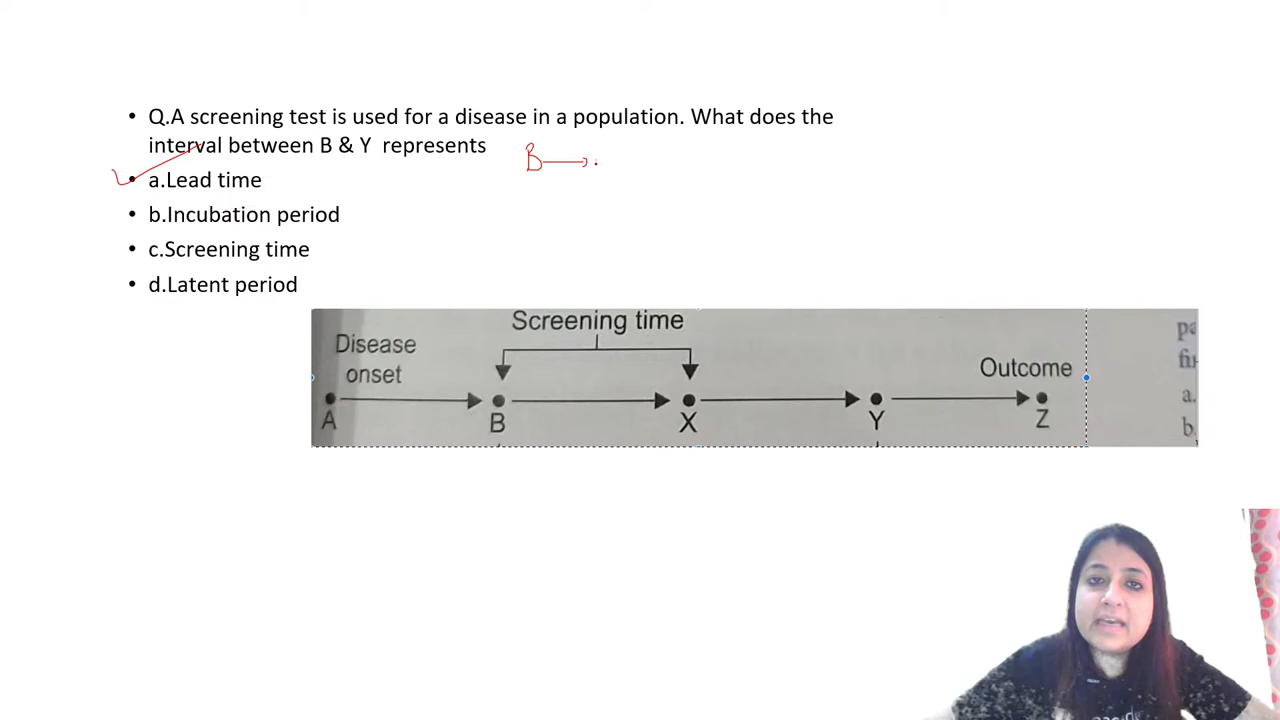 • Q.A screening test is used for a disease in a population. What does the
interval between B & Y represents
B
• a.Lead time
• b.Incubation period
• c.Screening time
• d.Latent period
Screening time
Disease
onset
Outcome
A B X Y Z
a.
b.